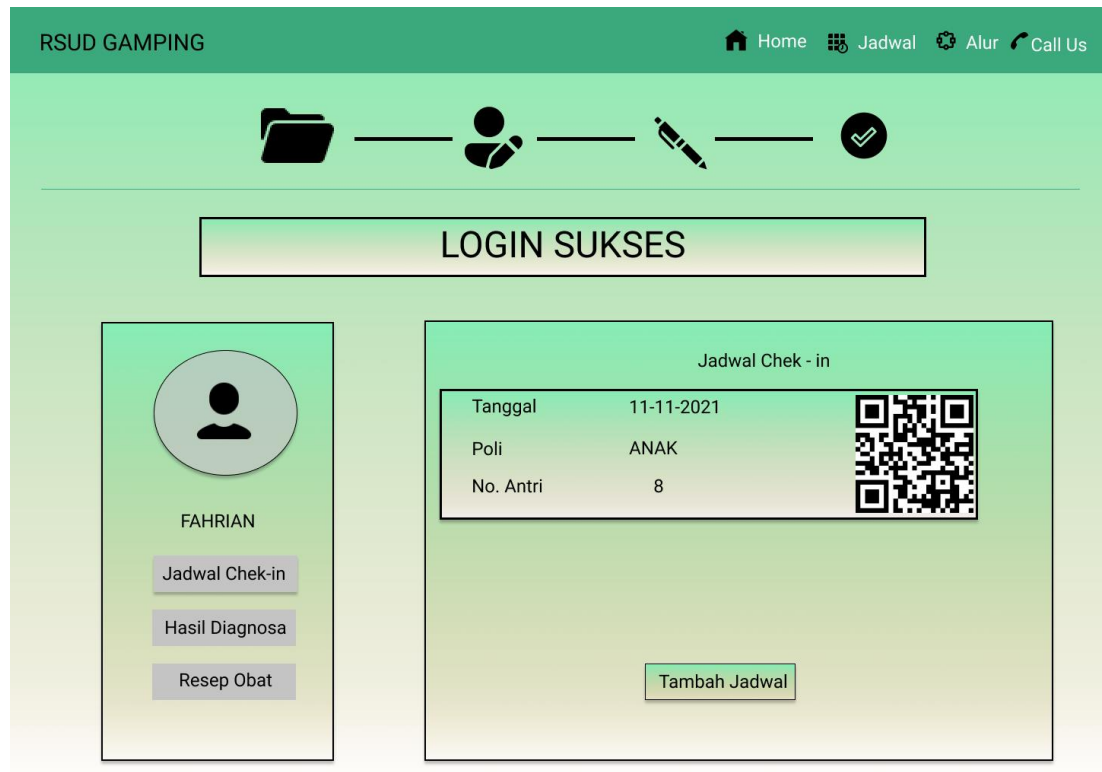 RSUD GAMPING
Home Jadwal Alur Call Us
LOGIN SUKSES
FAHRIAN
Jadwal Chek-in
Hasil Diagnosa
Resep Obat
Jadwal Chek - in
Tanggal 11-11-2021
Poli ANAK
No. Antri 8
Tambah Jadwal